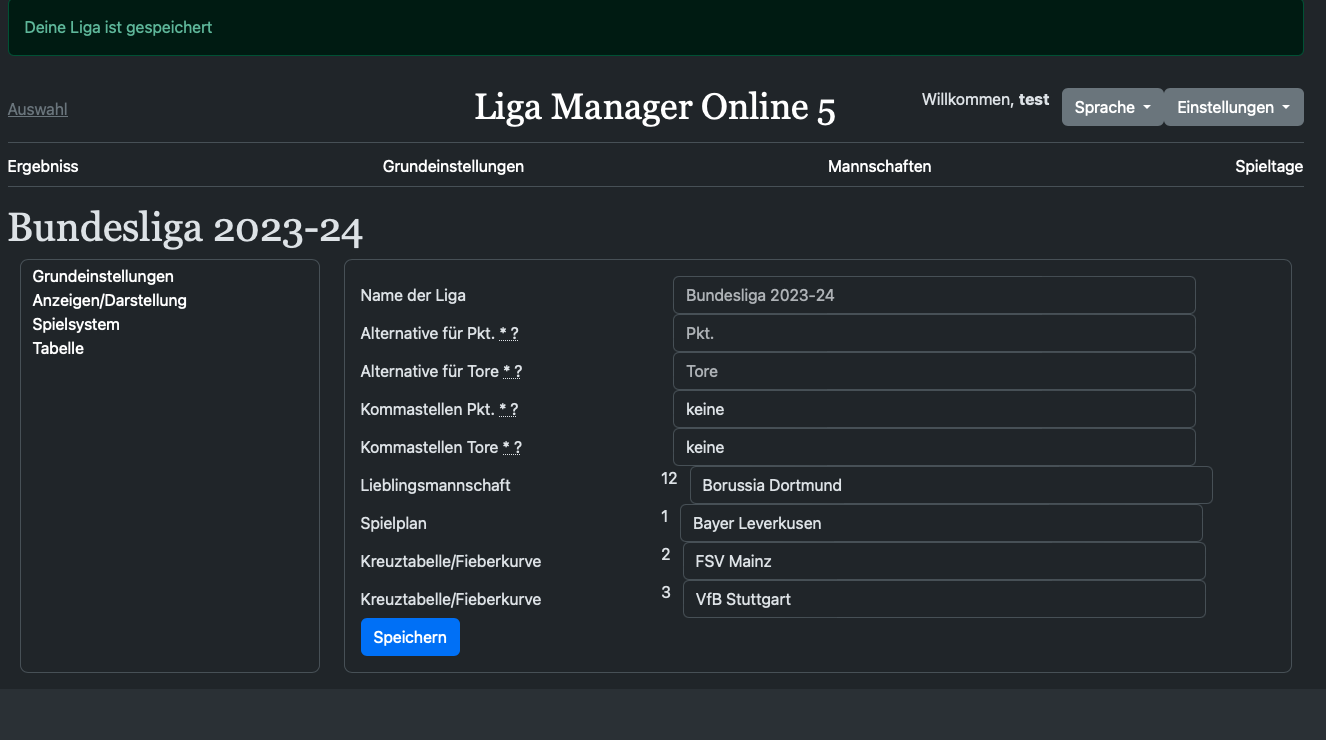 Deine Liga ist gespeichert
Auswahl
Liga Manager Online 5
Willkommen, test
Sprache
Einstellungen
Ergebniss
Grundeinstellungen
Mannschaften
Spieltage
Bundesliga 2023-24
Grundeinstellungen
Anzeigen/Darstellung
Spielsystem
Tabelle
Name der Liga Bundesliga 2023-24
Alternative für Pkt. * ? Pkt.
Alternative für Tore * ? Tore
Kommastellen Pkt. * ? keine
Kommastellen Tore * ? keine
Lieblingsmannschaft 12 Borussia Dortmund
Spielplan 1 Bayer Leverkusen
Kreuztabelle/Fieberkurve 2 FSV Mainz
Kreuztabelle/Fieberkurve 3 VfB Stuttgart
Speichern